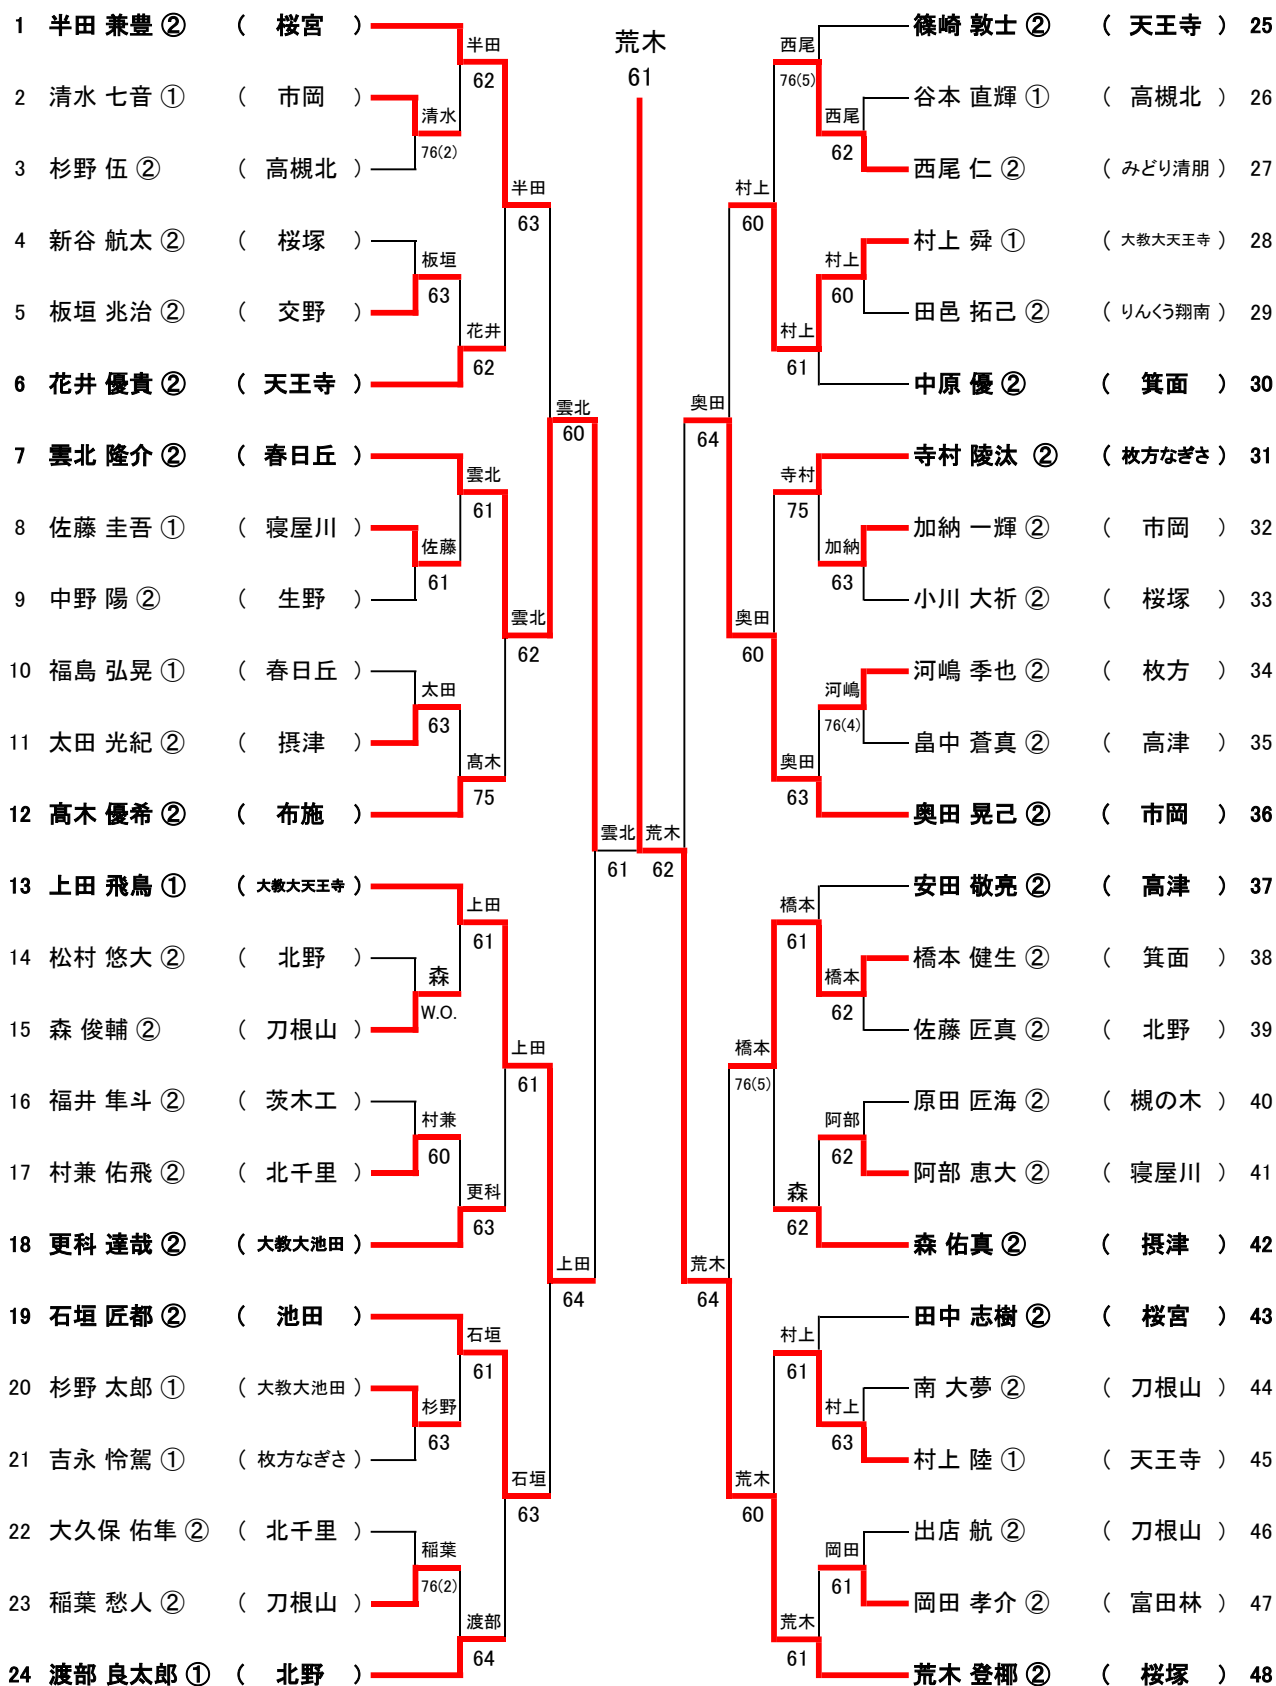 荒木
61
1 半田 兼豊 ② ( 桜宮 )
半田
62
2 清水 七音 ① ( 市岡 )
清水
76(2)
3 杉野 伍 ② ( 高槻北 )
半田
63
4 新谷 航太 ② ( 桜塚 )
板垣
63
5 板垣 兆治 ② ( 交野 )
花井
62
6 花井 優貴 ② ( 天王寺 )
雲北
60
7 雲北 隆介 ② ( 春日丘 )
雲北
61
8 佐藤 圭吾 ① ( 寝屋川 )
佐藤
61
9 中野 陽 ② ( 生野 )
雲北
62
10 福島 弘晃 ① ( 春日丘 )
太田
63
11 太田 光紀 ② ( 摂津 )
髙木
75
12 髙木 優希 ② ( 布施 )
雲北
61
13 上田 飛鳥 ① ( 大教大天王寺 )
上田
61
14 松村 悠大 ② ( 北野 )
森
W.O.
15 森 俊輔 ② ( 刀根山 )
上田
61
16 福井 隼斗 ② ( 茨木工 )
村兼
60
17 村兼 佑飛 ② ( 北千里 )
更科
63
18 更科 達哉 ② ( 大教大池田 )
上田
64
19 石垣 匠都 ② ( 池田 )
石垣
61
20 杉野 太郎 ① ( 大教大池田 )
杉野
63
21 吉永 怜駕 ① ( 枚方なぎさ )
石垣
63
22 大久保 佑隼 ② ( 北千里 )
稲葉
76(2)
23 稲葉 愁人 ② ( 刀根山 )
渡部
64
24 渡部 良太郎 ① ( 北野 )
篠崎 敦士 ② ( 天王寺 ) 25
西尾
76(5)
谷本 直輝 ① ( 高槻北 ) 26
西尾
62
西尾 仁 ② ( みどり清朋 ) 27
村上
60
村上 舜 ① ( 大教大天王寺 ) 28
村上
60
田邑 拓己 ② ( りんくう翔南 ) 29
村上
61
中原 優 ② ( 箕面 ) 30
奥田
64
寺村 陵汰 ② ( 枚方なぎさ ) 31
寺村
75
加納 一輝 ② ( 市岡 ) 32
加納
63
小川 大祈 ② ( 桜塚 ) 33
奥田
60
河嶋 季也 ② ( 枚方 ) 34
河嶋
76(4)
畠中 蒼真 ② ( 高津 ) 35
奥田
63
奥田 晃己 ② ( 市岡 ) 36
荒木
62
安田 敬亮 ② ( 高津 ) 37
橋本
61
橋本 健生 ② ( 箕面 ) 38
橋本
62
佐藤 匠真 ② ( 北野 ) 39
橋本
76(5)
原田 匠海 ② ( 槻の木 ) 40
阿部
62
阿部 恵大 ② ( 寝屋川 ) 41
森
62
森 佑真 ② ( 摂津 ) 42
荒木
64
田中 志樹 ② ( 桜宮 ) 43
村上
61
南 大夢 ② ( 刀根山 ) 44
村上
63
村上 陸 ① ( 天王寺 ) 45
荒木
60
出店 航 ② ( 刀根山 ) 46
岡田
61
岡田 孝介 ② ( 富田林 ) 47
荒木
61
荒木 登椰 ② ( 桜塚 ) 48